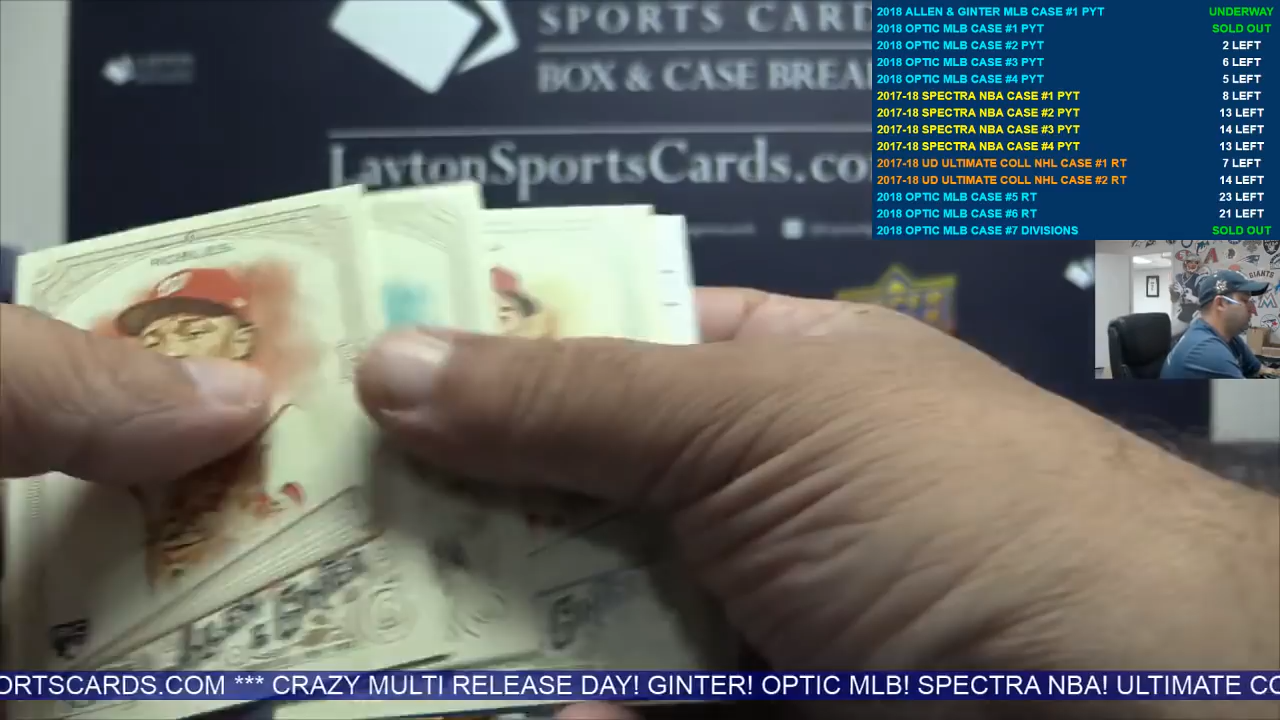 SPORTS CARD
BOX & CASE BREA
LaytonSportsCards.co
2018 ALLEN & GINTER MLB CASE #1 PYT UNDERWAY
2018 OPTIC MLB CASE #1 PYT SOLD OUT
2018 OPTIC MLB CASE #2 PYT 2 LEFT
2018 OPTIC MLB CASE #3 PYT 6 LEFT
2018 OPTIC MLB CASE #4 PYT 5 LEFT
2017-18 SPECTRA NBA CASE #1 PYT 8 LEFT
2017-18 SPECTRA NBA CASE #2 PYT 13 LEFT
2017-18 SPECTRA NBA CASE #3 PYT 14 LEFT
2017-18 SPECTRA NBA CASE #4 PYT 13 LEFT
2017-18 UD ULTIMATE COLL NHL CASE #1 RT 7 LEFT
2017-18 UD ULTIMATE COLL NHL CASE #2 RT 14 LEFT
2018 OPTIC MLB CASE #5 RT 23 LEFT
2018 OPTIC MLB CASE #6 RT 21 LEFT
2018 OPTIC MLB CASE #7 DIVISIONS SOLD OUT
GIANTS
ORTSCARDS.COM *** CRAZY MULTI RELEASE DAY! GINTER! OPTIC MLB! SPECTRA NBA! ULTIMATE CO